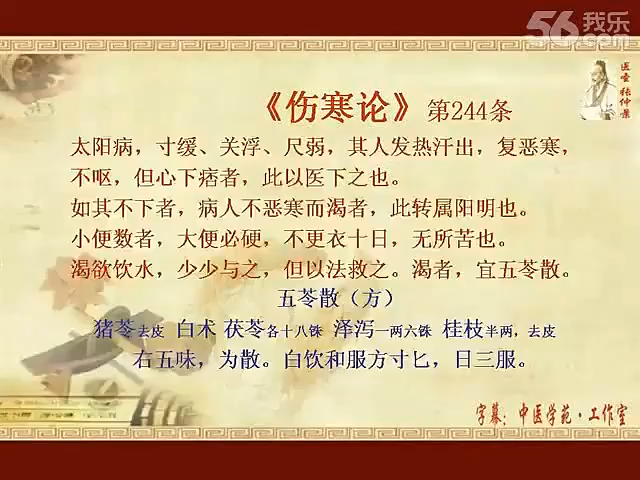 56我乐
.com
医圣 张仲景
《伤寒论》 第244条
太阳病，寸缓、关浮、尺弱，其人发热汗出，复恶寒，
不呕，但心下痞者，此以医下之也。
如其不下者，病人不恶寒而渴者，此转属阳明也。
小便数者，大便必硬，不更衣十日，无所苦也。
渴欲饮水，少少与之，但以法救之。渴者，宜五苓散。
五苓散（方）
猪苓去皮 白术 茯苓各十八铢 泽泻一两六铢 桂枝半两，去皮
右五味，为散。白饮和服方寸匕，日三服。
字幕：中医学苑·工作室